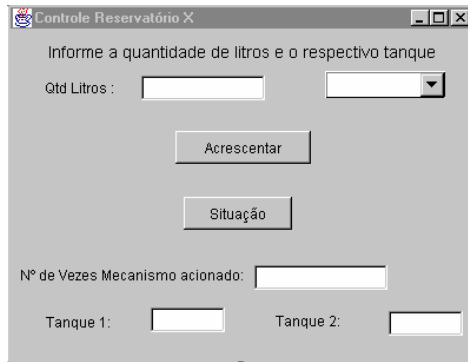 Controle Reservatório X
Informe a quantidade de litros e o respectivo tanque
Qtd Litros :
Acrescentar
Situação
Nº de Vezes Mecanismo acionado:
Tanque 1: Tanque 2: